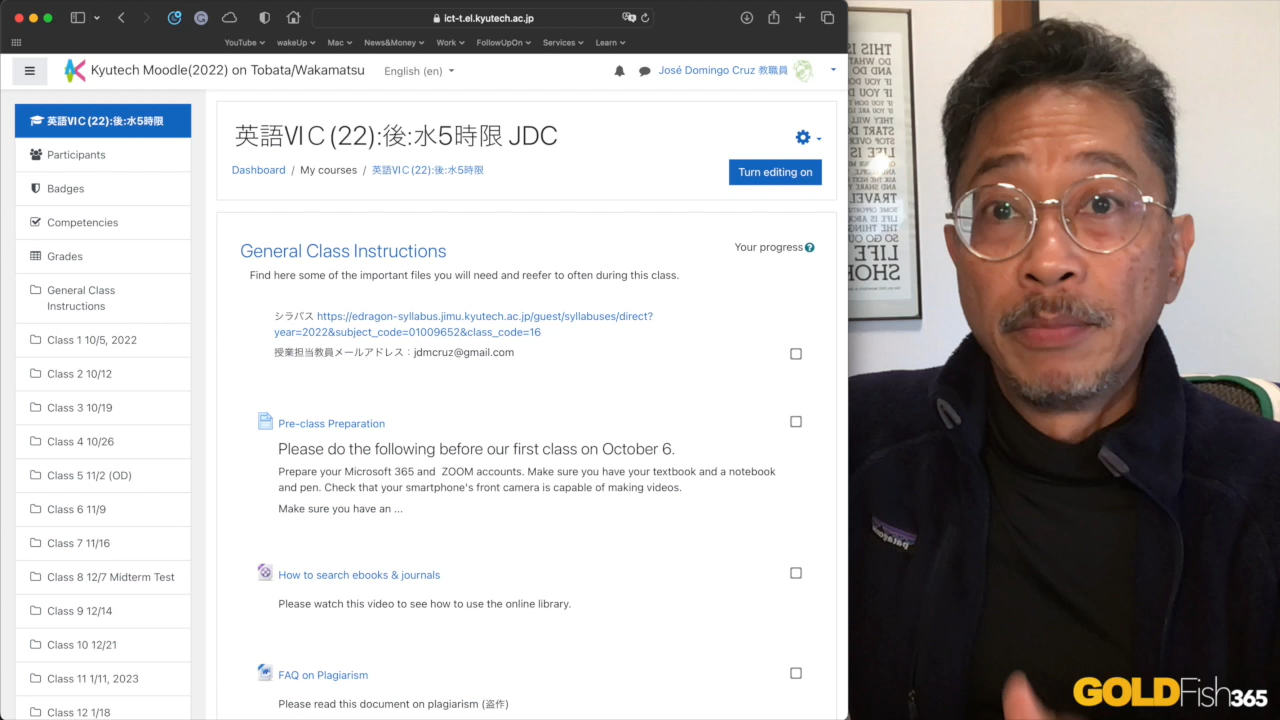 ict-t.el.kyutech.ac.jp
YouTube
wakeUp
Mac
News&Money
Work
FollowUpOn
Services
Learn
Kyutech Moodle(2022) on Tobata/Wakamatsu
English (en)
José Domingo Cruz 教職員
英語Ⅵ C (22):後:水5時限
Participants
Badges
Competencies
Grades
General Class
Instructions
Class 1 10/5, 2022
Class 2 10/12
Class 3 10/19
Class 4 10/26
Class 5 11/2 (OD)
Class 6 11/9
Class 7 11/16
Class 8 12/7 Midterm Test
Class 9 12/14
Class 10 12/21
Class 11 1/11, 2023
Class 12 1/18
英語Ⅵ C (22):後:水5時限 JDC
Dashboard / My courses / 英語Ⅵ C (22):後:水5時限
Turn editing on
General Class Instructions
Your progress
Find here some of the important files you will need and reefer to often during this class.
シラバス https://edragon-syllabus.jimu.kyutech.ac.jp/guest/syllabuses/direct?
year=2022&subject_code=01009652&class_code=16
授業担当教員メールアドレス：jdmcruz@gmail.com
Pre-class Preparation
Please do the following before our first class on October 6.
Prepare your Microsoft 365 and ZOOM accounts. Make sure you have your textbook and a notebook
and pen. Check that your smartphone's front camera is capable of making videos.
Make sure you have an ...
How to search ebooks & journals
Please watch this video to see how to use the online library.
FAQ on Plagiarism
Please read this document on plagiarism (盗作)
THIS IS
DO WHAT
AND DO
IF YOU
START
STOP
LIFE IS
TRAVEL
LIFE
SHORT
patagonia
GOLDFish365